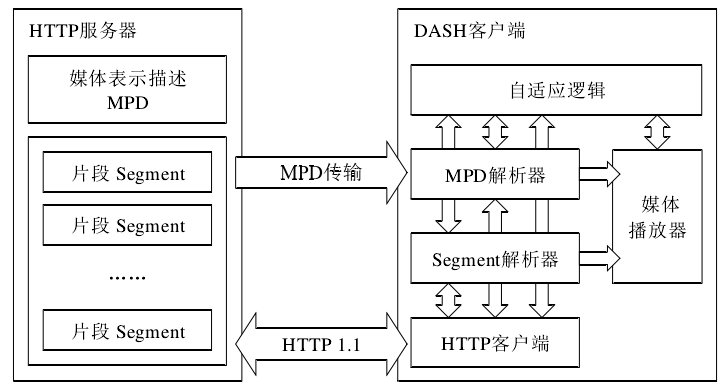 HTTP服务器
媒体表示描述
MPD
片段 Segment
片段 Segment
……
片段 Segment
MPD传输
HTTP 1.1
DASH客户端
自适应逻辑
MPD解析器
Segment解析器
HTTP客户端
媒体
播放器